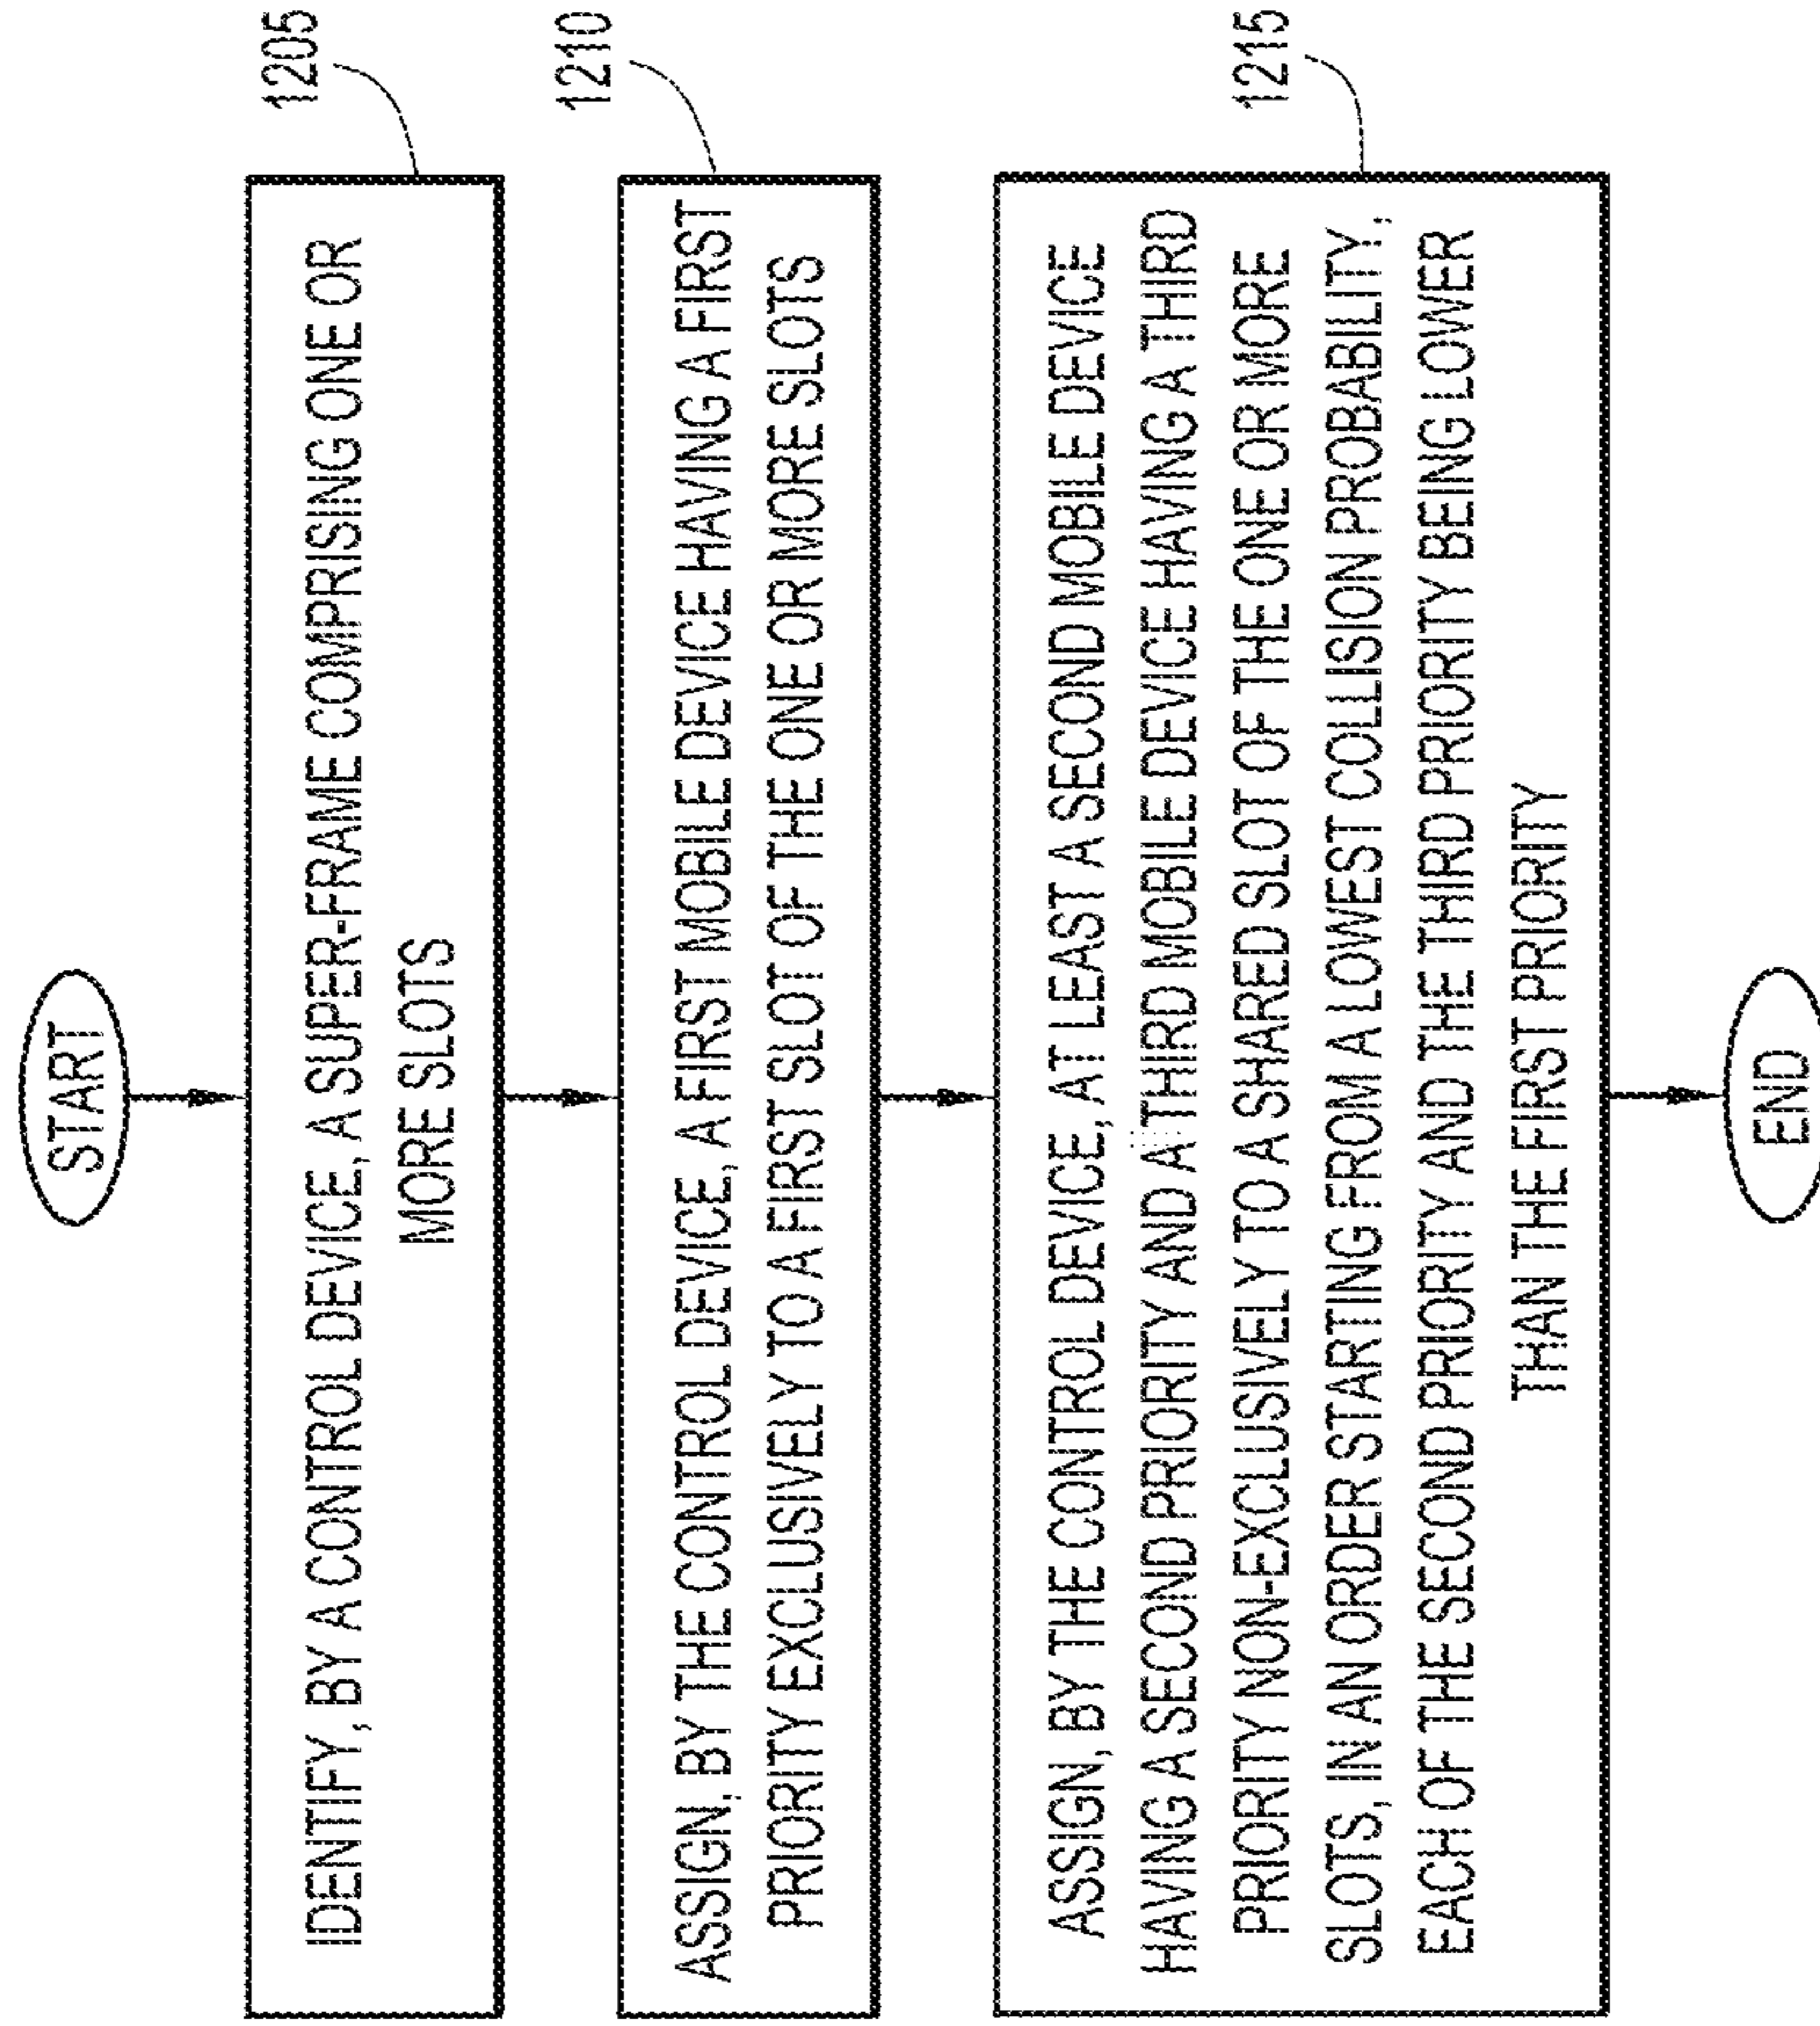 START
IDENTIFY, BY A CONTROL DEVICE, A SUPER-FRAME COMPRISING ONE OR
MORE SLOTS
1205
ASSIGN, BY THE CONTROL DEVICE, A FIRST MOBILE DEVICE HAVING A FIRST
PRIORITY EXCLUSIVELY TO A FIRST SLOT OF THE ONE OR MORE SLOTS
1210
ASSIGN, BY THE CONTROL DEVICE, AT LEAST A SECOND MOBILE DEVICE
HAVING A SECOND PRIORITY AND A THIRD MOBILE DEVICE HAVING A THIRD
PRIORITY NON-EXCLUSIVELY TO A SHARED SLOT OF THE ONE OR MORE
SLOTS, IN AN ORDER STARTING FROM A LOWEST COLLISION PROBABILITY,
EACH OF THE SECOND PRIORITY AND THE THIRD PRIORITY BEING LOWER
THAN THE FIRST PRIORITY
1215
END